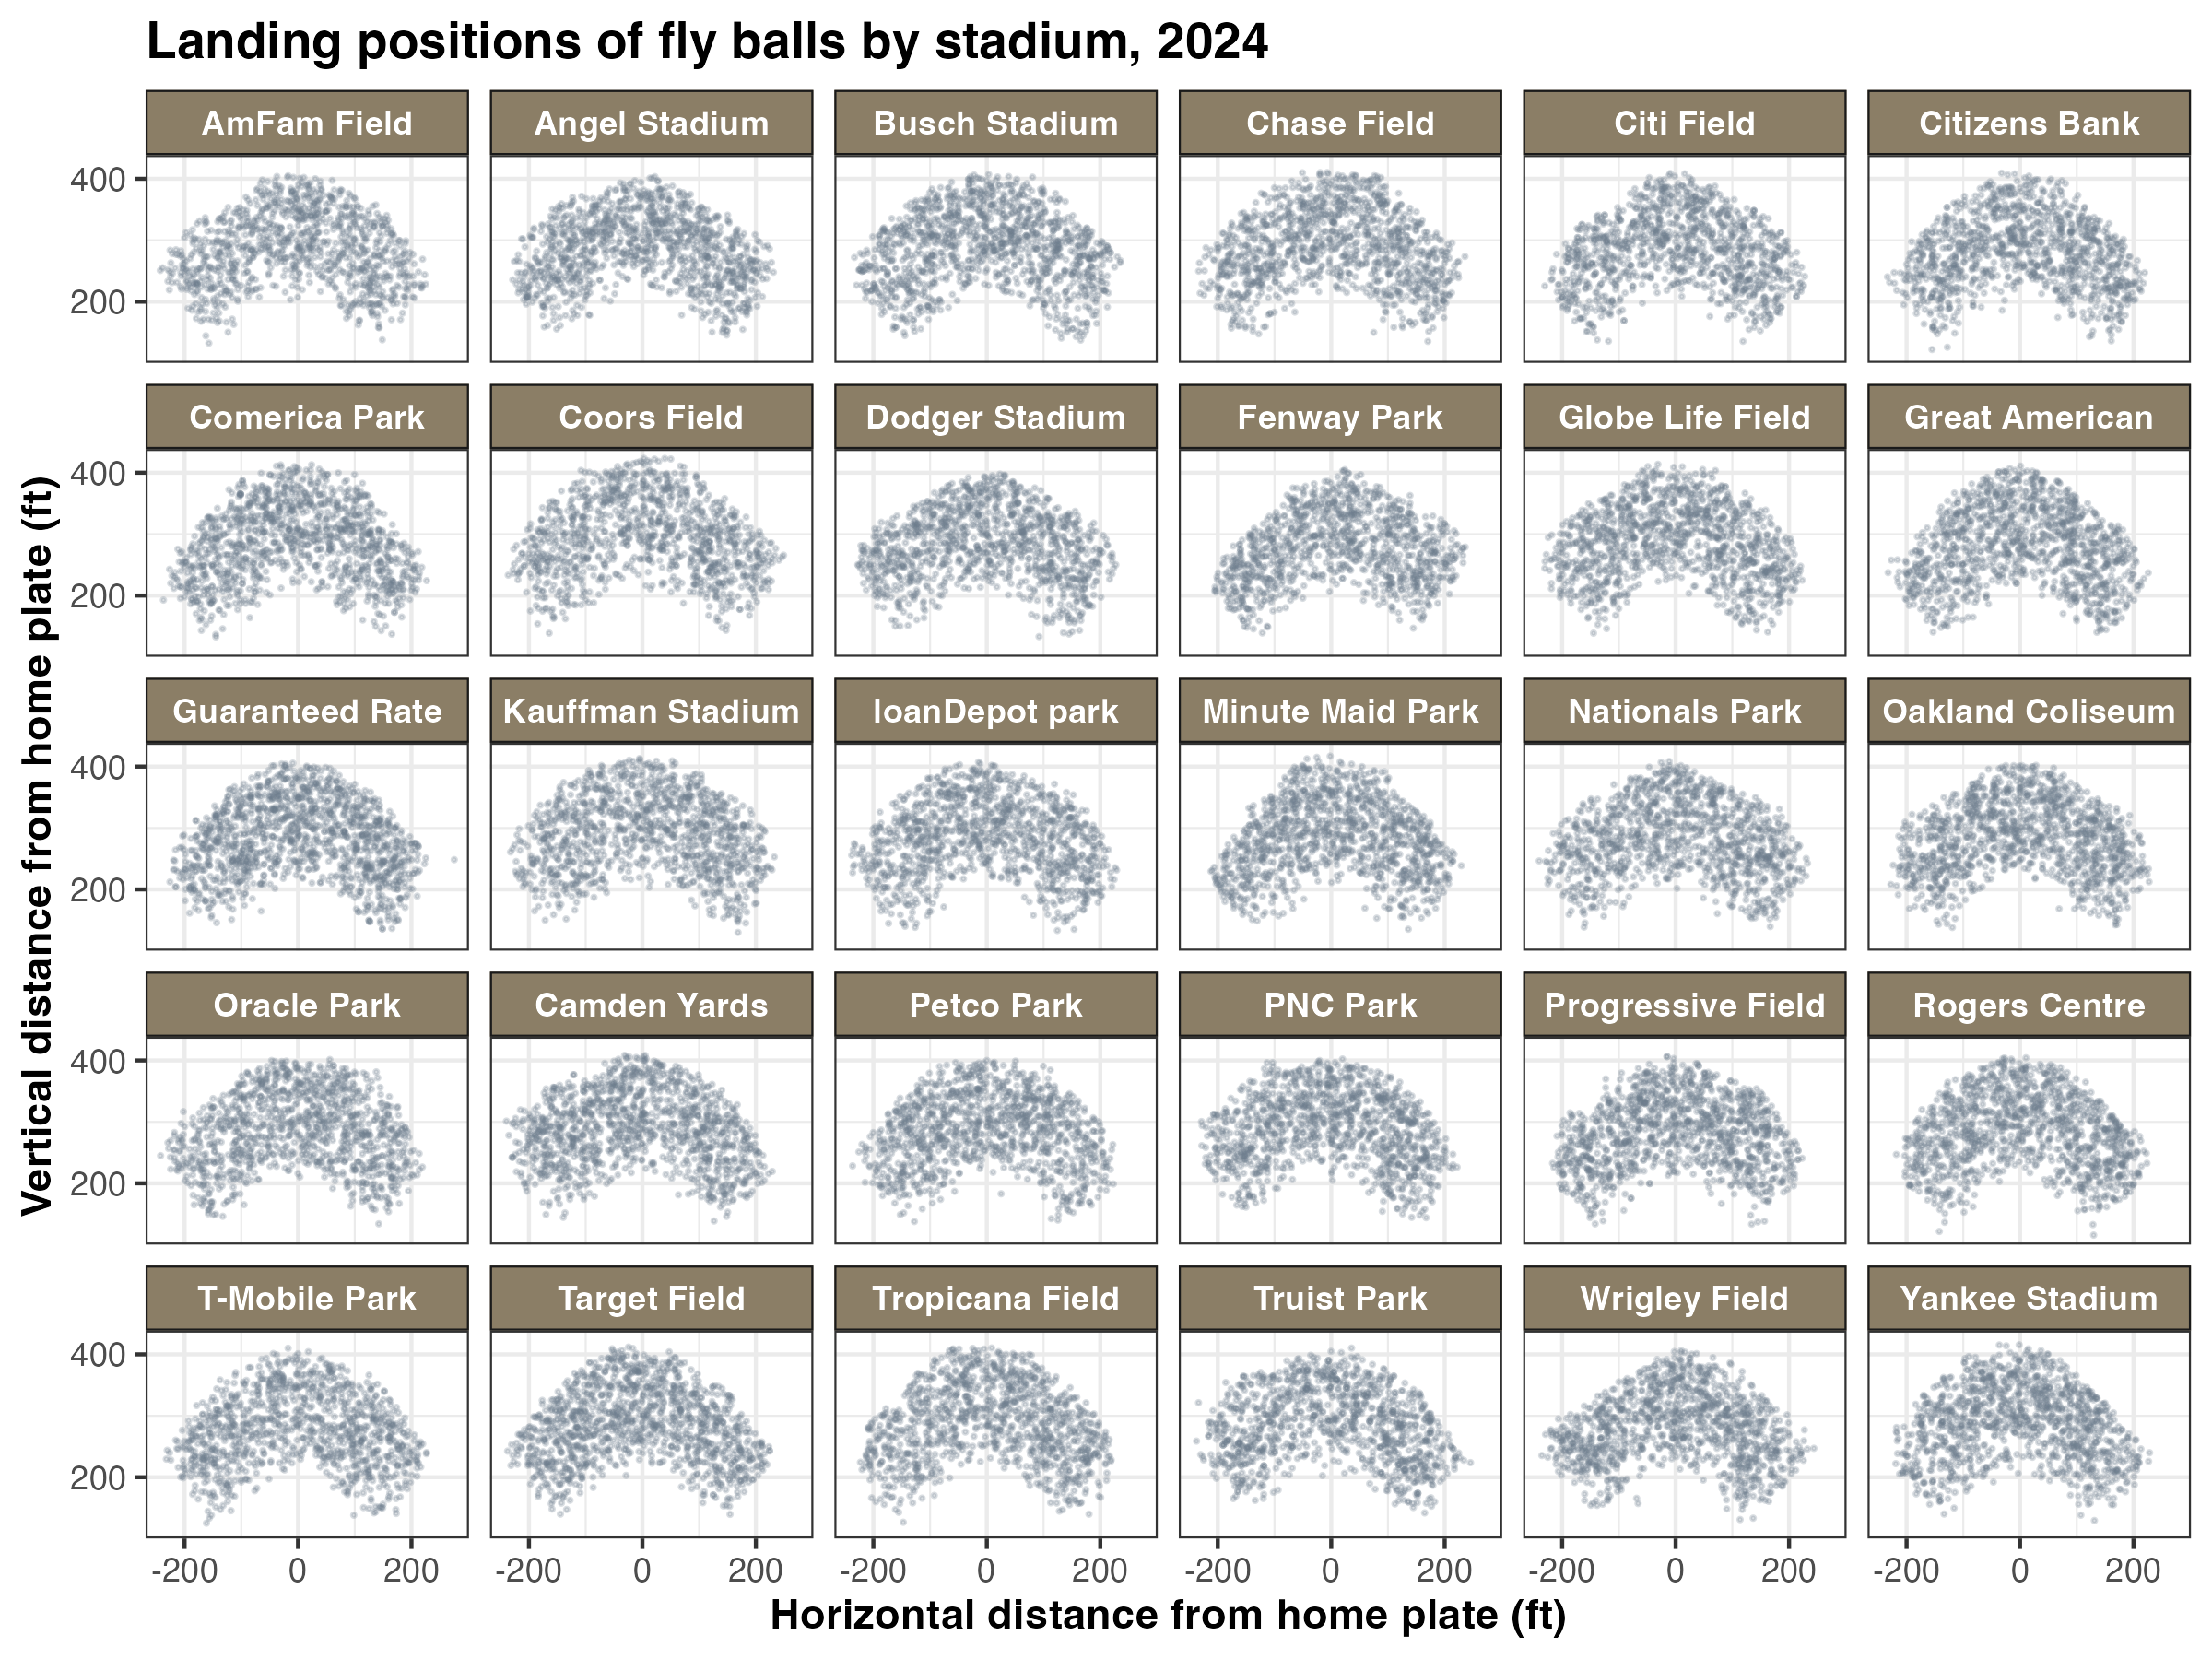 Landing positions of fly balls by stadium, 2024
AmFam Field
Angel Stadium
Busch Stadium
Chase Field
Citi Field
Citizens Bank
400
200
Comerica Park
Coors Field
Dodger Stadium
Fenway Park
Globe Life Field
Great American
400
200
Guaranteed Rate
Kauffman Stadium
loanDepot park
Minute Maid Park
Nationals Park
Oakland Coliseum
400
200
Oracle Park
Camden Yards
Petco Park
PNC Park
Progressive Field
Rogers Centre
400
200
T-Mobile Park
Target Field
Tropicana Field
Truist Park
Wrigley Field
Yankee Stadium
400
200
-200 0 200
-200 0 200
-200 0 200
-200 0 200
-200 0 200
-200 0 200
Horizontal distance from home plate (ft)
Vertical distance from home plate (ft)